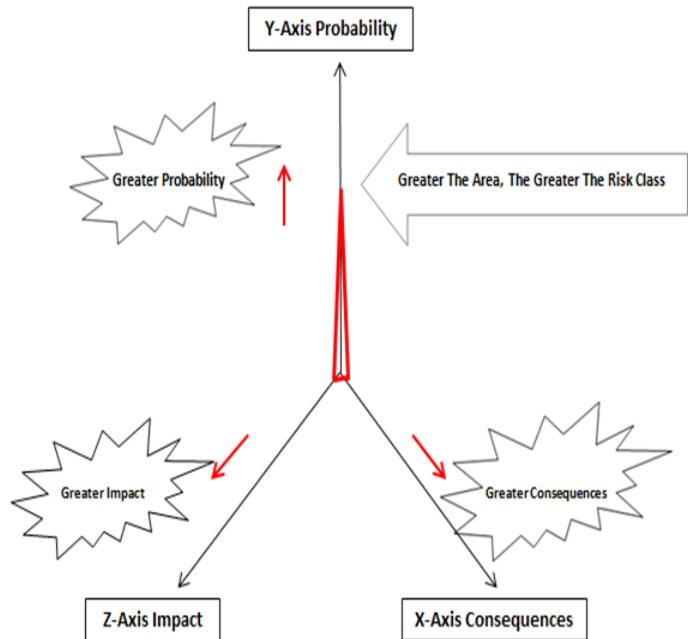 Y-Axis Probability
Greater Probability
Greater The Area, The Greater The Risk Class
Greater Impact
Greater Consequences
Z-Axis Impact
X-Axis Consequences